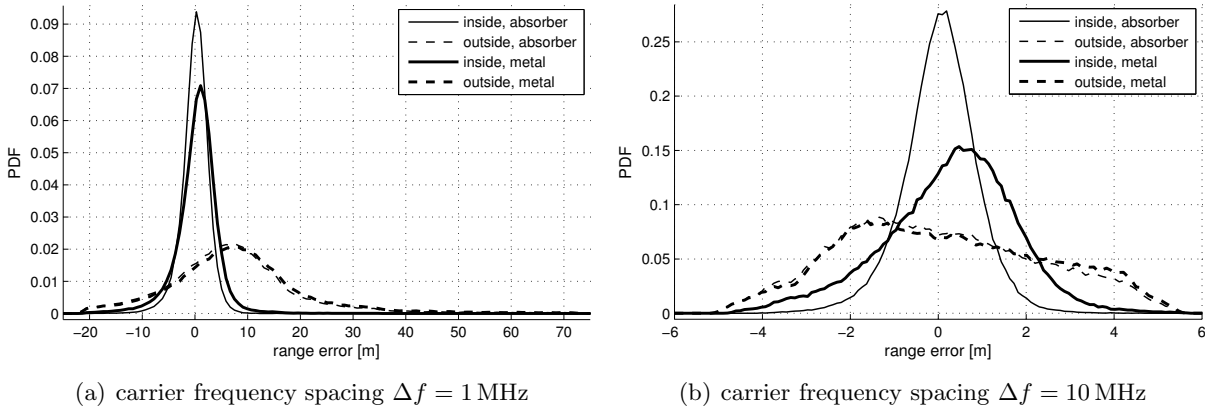 0.09
0.08
0.07
0.06
0.05
0.04
0.03
0.02
0.01
0
PDF
−20
−10
0
10
20
30
40
50
60
70
range error [m]
inside, absorber
outside, absorber
inside, metal
outside, metal
(a) carrier frequency spacing Δf = 1 MHz
0.25
0.2
0.15
0.1
0.05
0
PDF
−6
−4
−2
0
2
4
6
range error [m]
inside, absorber
outside, absorber
inside, metal
outside, metal
(b) carrier frequency spacing Δf = 10 MHz